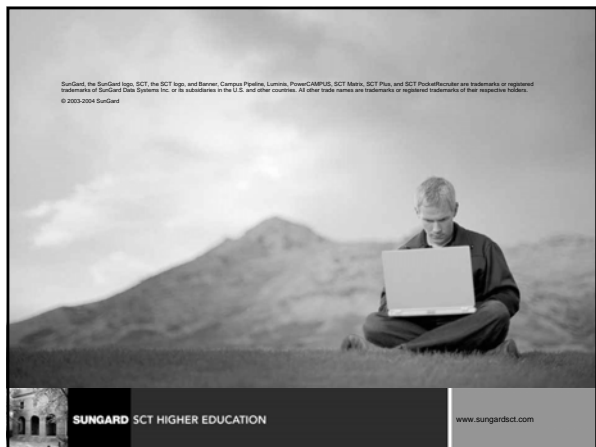 SunGard, the SunGard logo, SCT, the SCT logo, and Banner, Campus Pipeline, Luminis, PowerCAMPUS, SCT Matrix, SCT Plus, and SCT PocketRecruiter are trademarks or registered
trademarks of SunGard Data Systems Inc. or its subsidiaries in the U.S. and other countries. All other trade names are trademarks or registered trademarks of their respective holders.
© 2003-2004 SunGard
SUNGARD SCT HIGHER EDUCATION
www.sungardsct.com